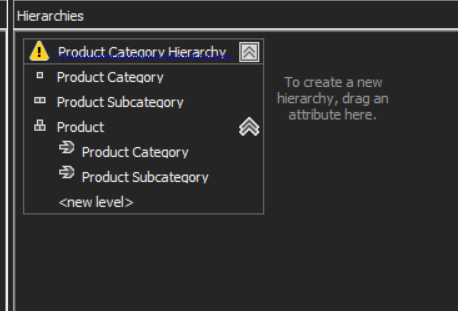 Hierarchies
Product Category Hierarchy
Product Category
Product Subcategory
Product
Product Category
Product Subcategory
<new level>
To create a new
hierarchy, drag an
attribute here.